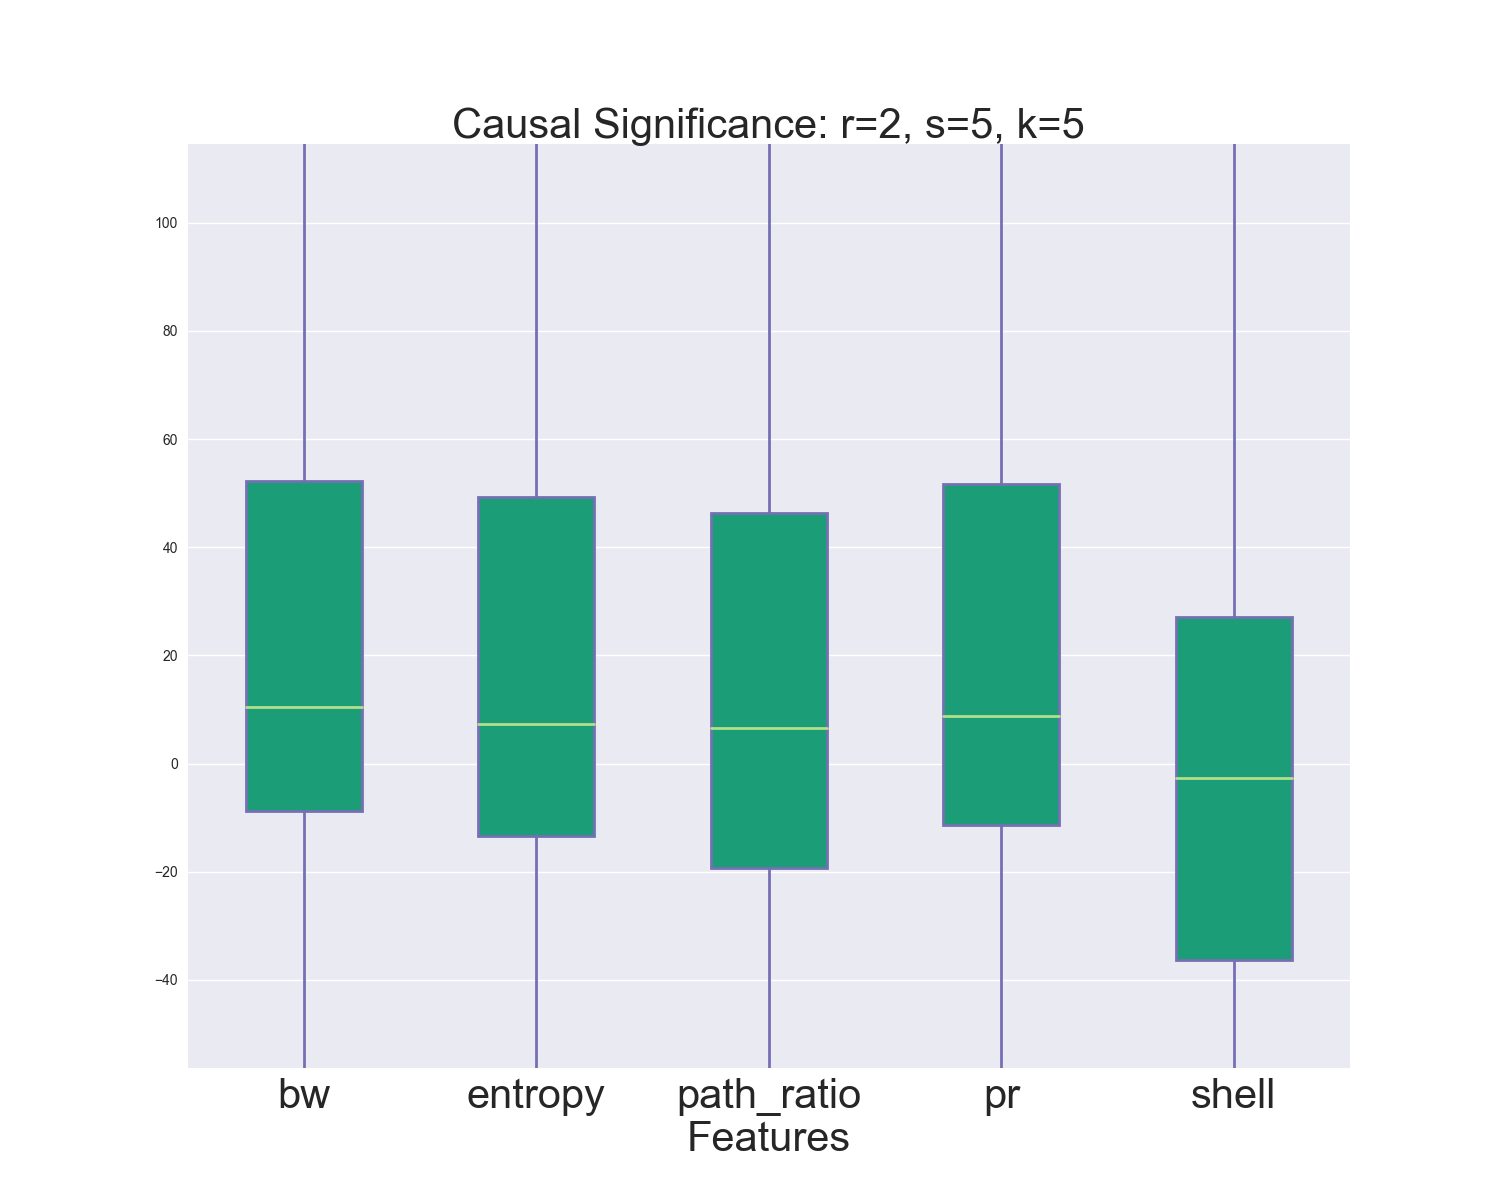 Causal Significance: r=2, s=5, k=5
100
80
60
40
20
0
−20
−40
bw entropy path_ratio pr shell
Features